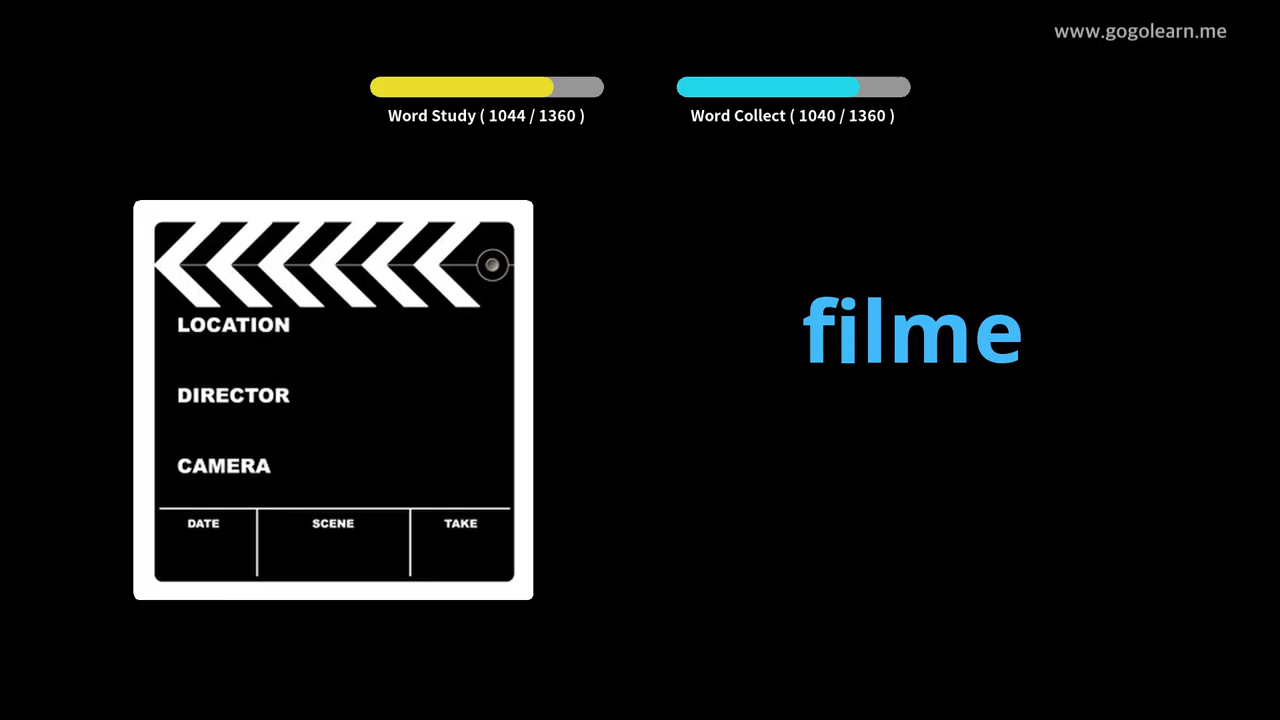 www.gogolearn.me
Word Study ( 1044 / 1360 )
Word Collect ( 1040 / 1360 )
LOCATION
DIRECTOR
CAMERA
DATE
SCENE
TAKE
filme